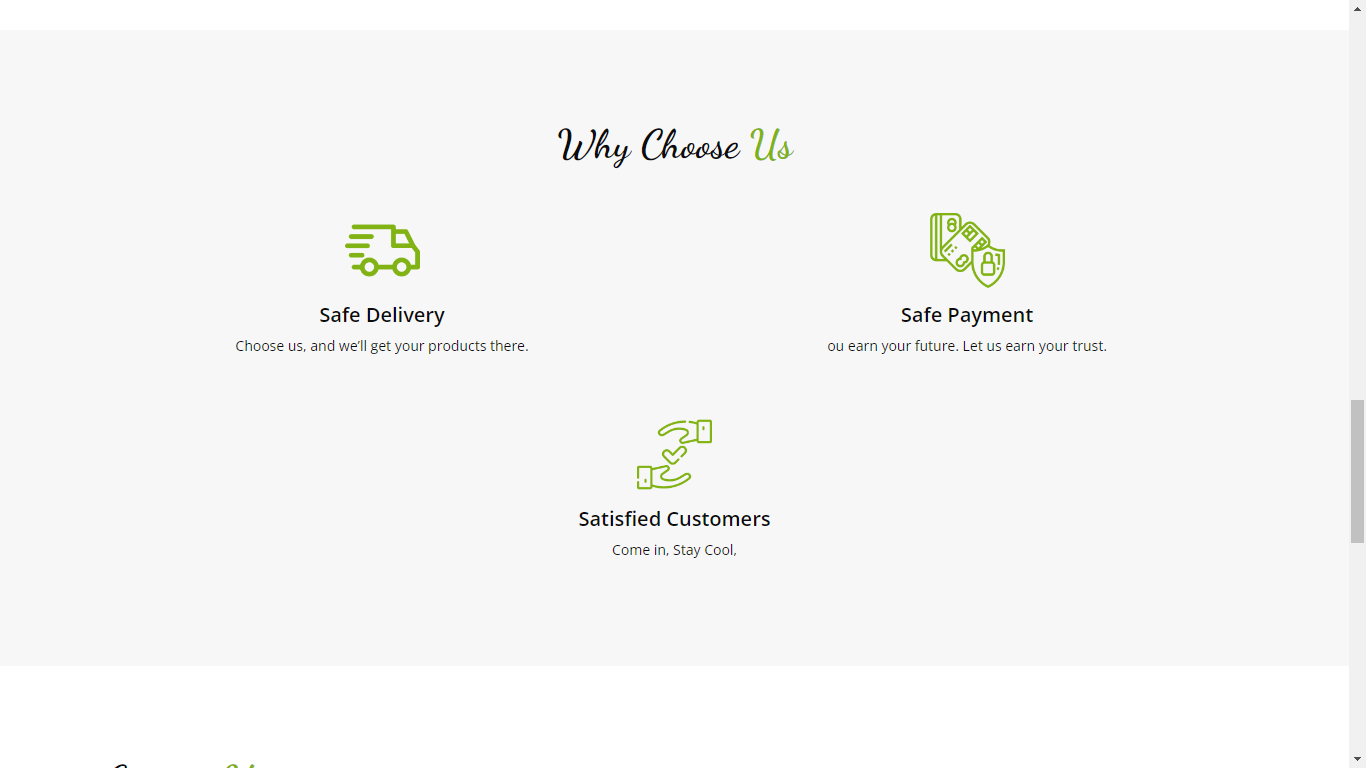 Why Choose Us
Safe Delivery
Choose us, and we'll get your products there.
Safe Payment
ou earn your future. Let us earn your trust.
Satisfied Customers
Come in, Stay Cool,